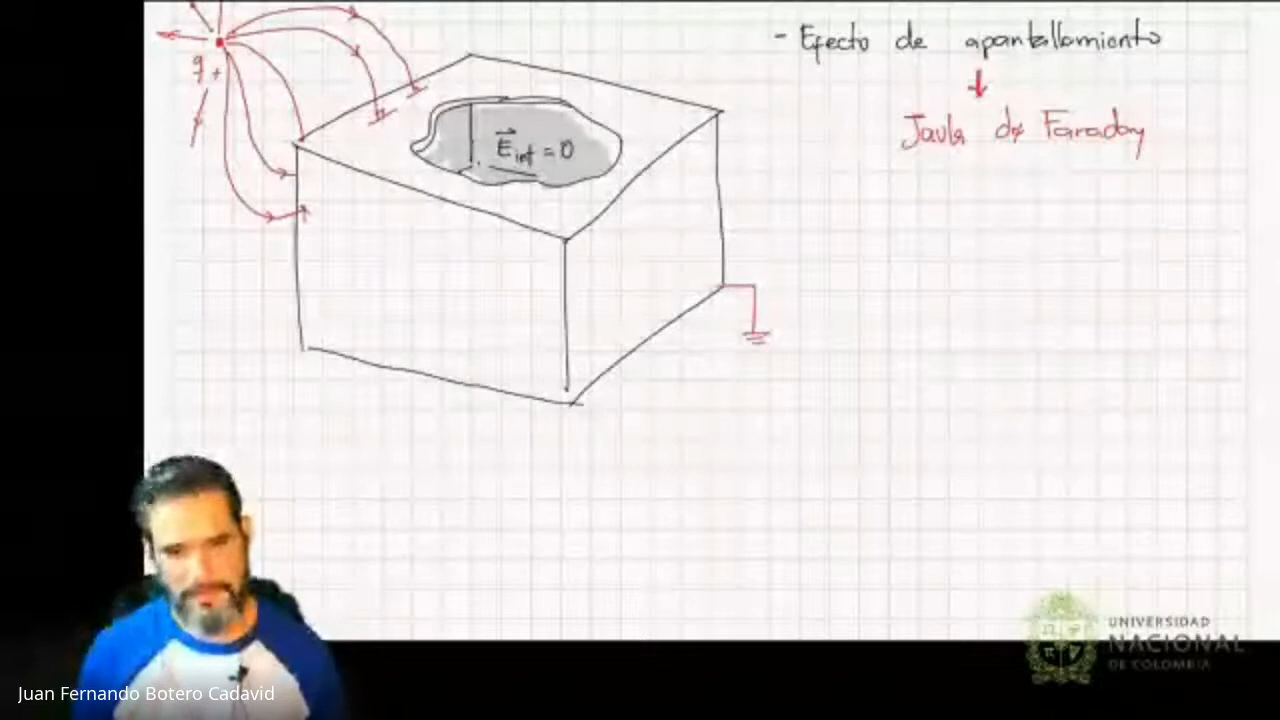 - Efecto de apantallamiento
Jaula de Faraday
q+
E int = 0
UNIVERSIDAD
NACIONAL
DE COLOMBIA
Juan Fernando Botero Cadavid